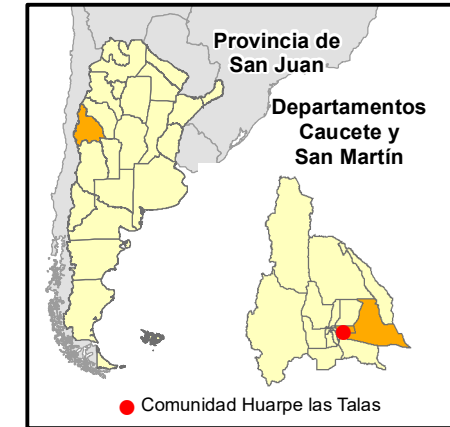 Provincia de
San Juan
Departamentos
Caucete y
San Martín
Comunidad Huarpe las Talas